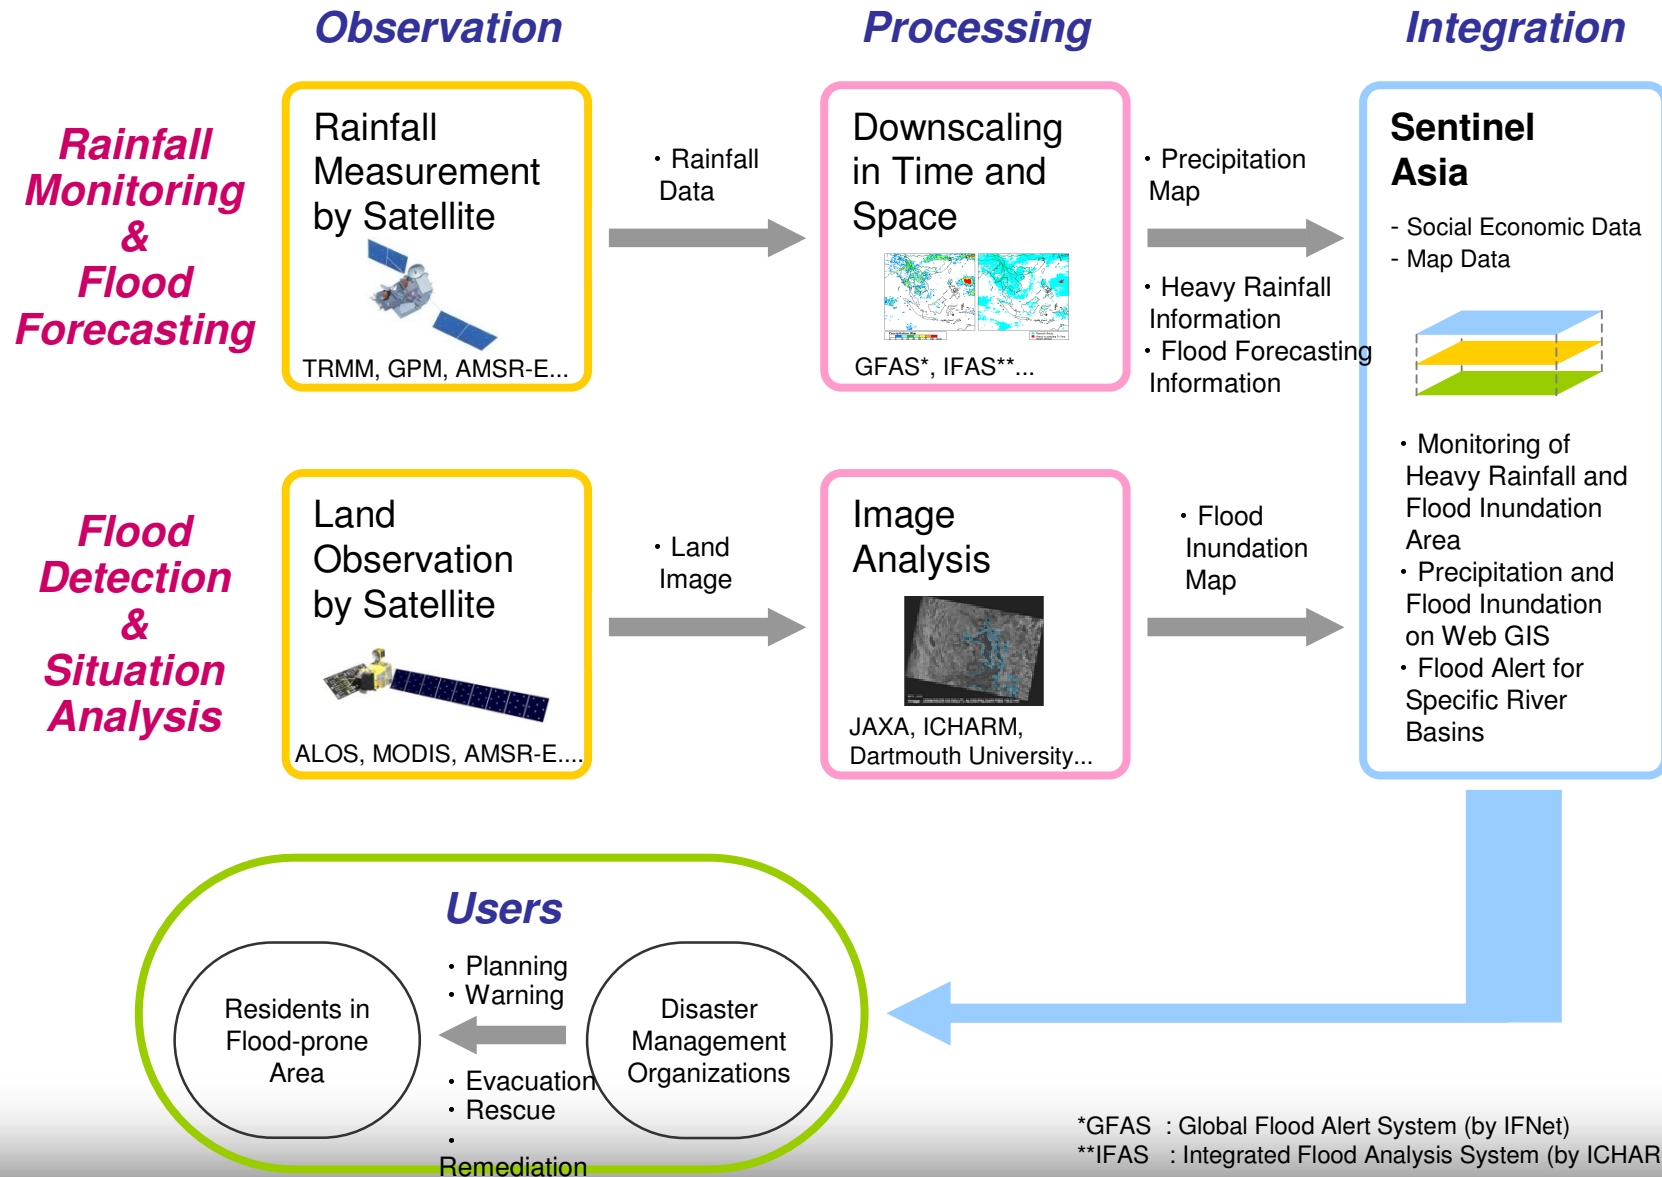 Observation
Processing
Integration
Rainfall
Monitoring
&
Flood
Forecasting
Rainfall
Measurement
by Satellite
TRMM, GPM, AMSR-E...
・Rainfall
Data
Downscaling
in Time and
Space
GFAS*, IFAS**...
・Precipitation
Map
・Heavy Rainfall
Information
・Flood Forecasting
Information
Sentinel
Asia
- Social Economic Data
- Map Data
・Monitoring of
Heavy Rainfall and
Flood Inundation
Area
・Precipitation and
Flood Inundation
on Web GIS
・Flood Alert for
Specific River
Basins
Flood
Detection
&
Situation
Analysis
Land
Observation
by Satellite
ALOS, MODIS, AMSR-E....
・Land
Image
Image
Analysis
JAXA, ICHARM,
Dartmouth University...
・Flood
Inundation
Map
Users
Residents in
Flood-prone
Area
・Planning
・Warning
・Evacuation
・Rescue
・
Remediation
Disaster
Management
Organizations
*GFAS : Global Flood Alert System (by IFNet)
**IFAS : Integrated Flood Analysis System (by ICHAR